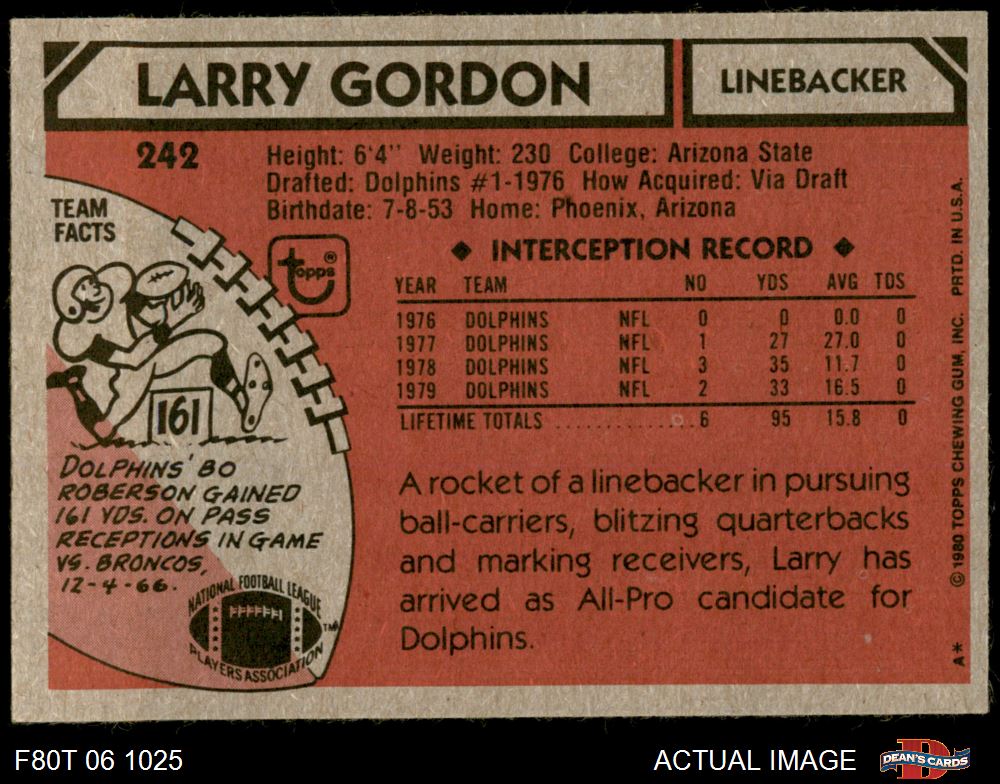 LARRY GORDON
LINEBACKER
242
Height: 6'4" Weight: 230 College: Arizona State
Drafted: Dolphins #1-1976 How Acquired: Via Draft
Birthdate: 7-8-53 Home: Phoenix, Arizona
TEAM
FACTS
topps®
◆ INTERCEPTION RECORD ◆
YEAR TEAM NO YDS AVG TDS
1976 DOLPHINS NFL 0 0 0.0 0
1977 DOLPHINS NFL 1 27 27.0 0
1978 DOLPHINS NFL 3 35 11.7 0
1979 DOLPHINS NFL 2 33 16.5 0
LIFETIME TOTALS ............. 6 95 15.8 0
161
DOLPHINS' BO
ROBERSON GAINED
161 YDS. ON PASS
RECEPTIONS IN GAME
VS. BRONCOS,
12-4-66.
NATIONAL FOOTBALL LEAGUE
PLAYERS ASSOCIATION
TM
A rocket of a linebacker in pursuing
ball-carriers, blitzing quarterbacks
and marking receivers, Larry has
arrived as All-Pro candidate for
Dolphins.
A* © 1980 TOPPS CHEWING GUM, INC. PRTD. IN U.S.A.
F80T 06 1025
ACTUAL IMAGE
D
DEAN'S CARDS